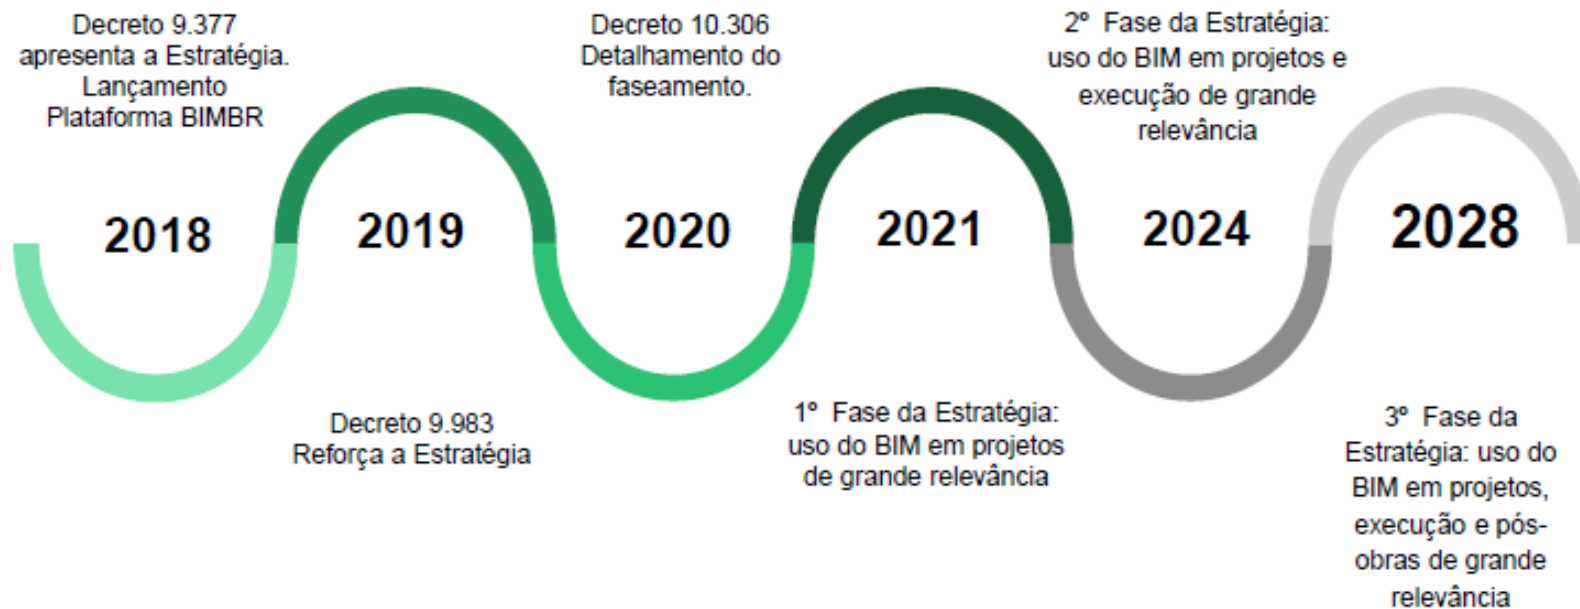 Decreto 9.377
apresenta a Estratégia.
Lançamento
Plataforma BIMBR
2018
2019
Decreto 9.983
Reforça a Estratégia
Decreto 10.306
Detalhamento do
faseamento.
2020
2021
1º Fase da Estratégia:
uso do BIM em projetos
de grande relevância
2º Fase da Estratégia:
uso do BIM em projetos e
execução de grande
relevância
2024
2028
3º Fase da
Estratégia: uso do
BIM em projetos,
execução e pós-
obras de grande
relevância